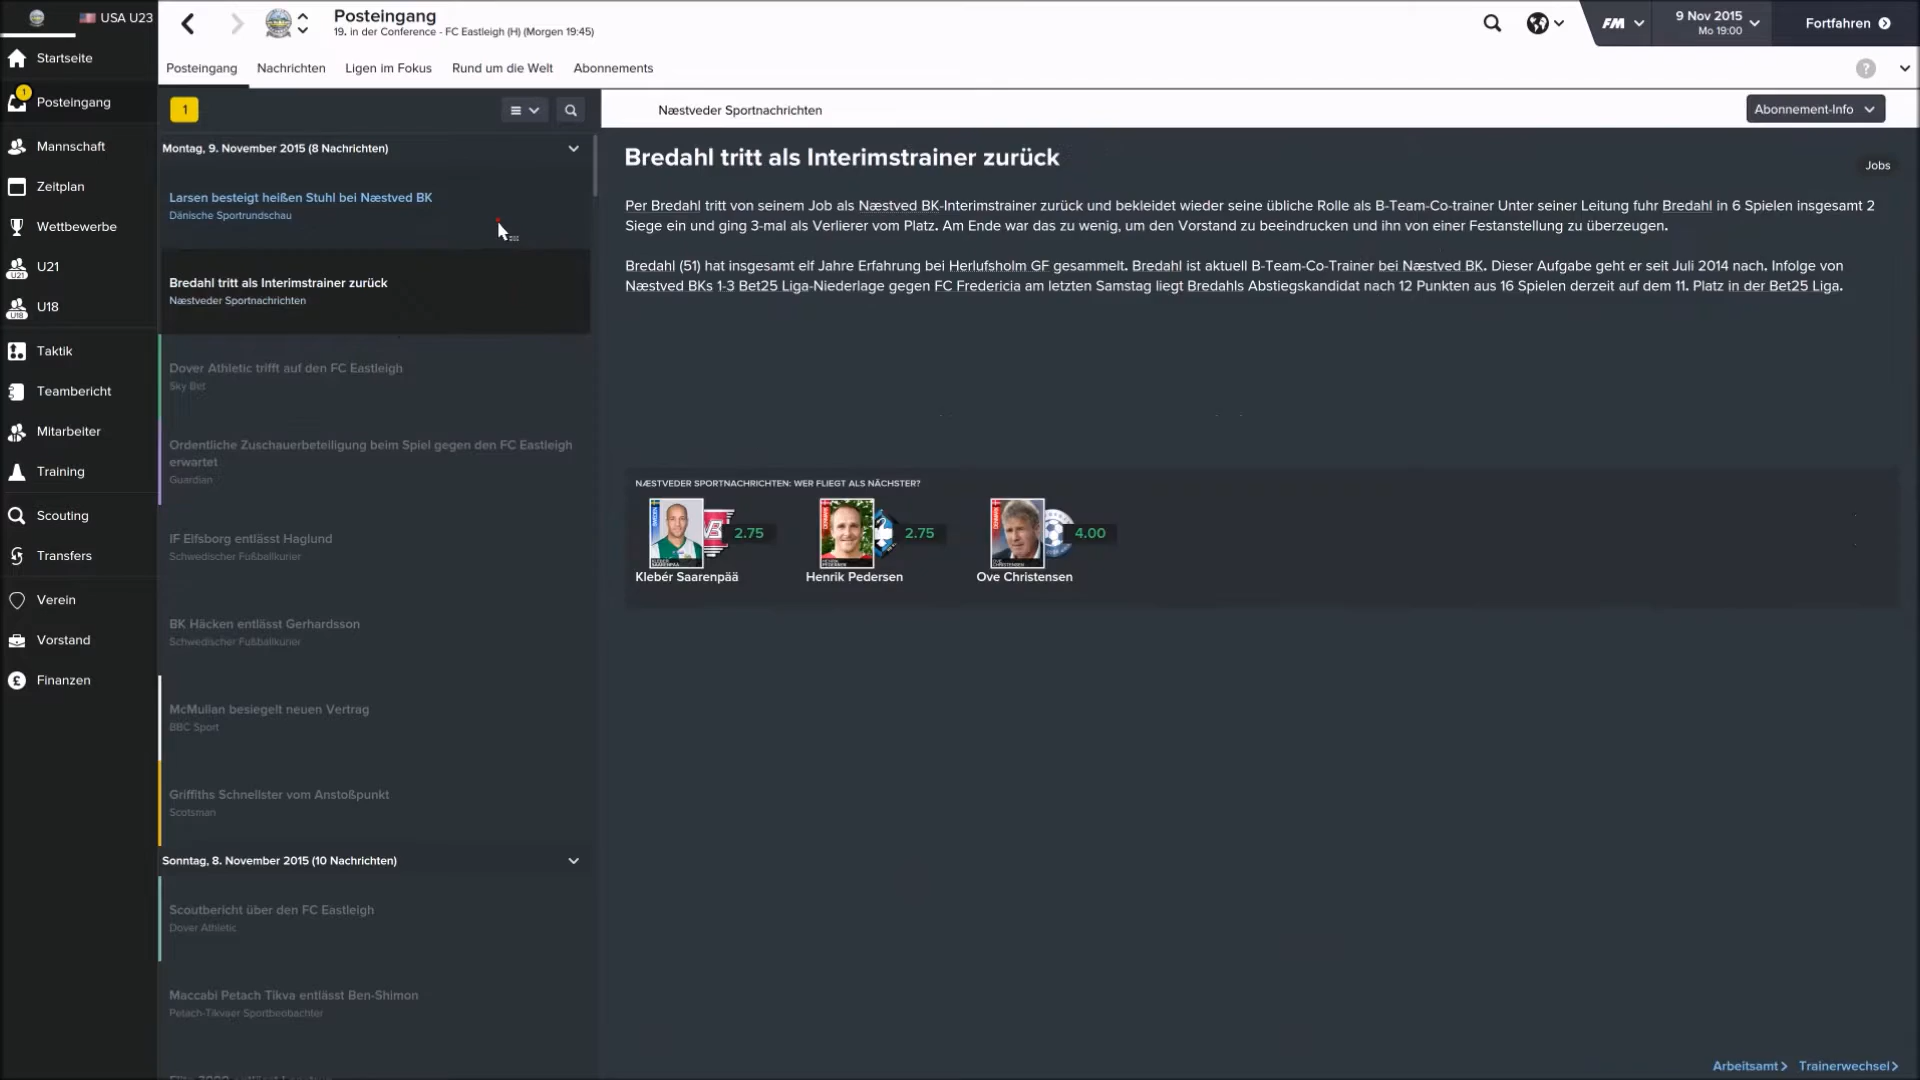 USA U23
Posteingang
19. in der Conference - FC Eastleigh (H) (Morgen 19:45)
FM
9 Nov 2015
Mo 19:00
Fortfahren
Startseite
1
Posteingang
Mannschaft
Zeitplan
Wettbewerbe
U21
U21
U18
U18
Taktik
Teambericht
Mitarbeiter
Training
Scouting
Transfers
Verein
Vorstand
Finanzen
Posteingang Nachrichten Ligen im Fokus Rund um die Welt Abonnements
?
1
Montag, 9. November 2015 (8 Nachrichten)
Larsen besteigt heißen Stuhl bei Næstved BK
Dänische Sportrundschau
Bredahl tritt als Interimstrainer zurück
Næstveder Sportnachrichten
Dover Athletic trifft auf den FC Eastleigh
Sky Bet
Ordentliche Zuschauerbeteiligung beim Spiel gegen den FC Eastleigh
erwartet
Guardian
IF Elfsborg entlässt Haglund
Schwedischer Fußballkurier
BK Häcken entlässt Gerhardsson
Schwedischer Fußballkurier
McMullan besiegelt neuen Vertrag
BBC Sport
Griffiths Schnellster vom Anstoßpunkt
Scotsman
Sonntag, 8. November 2015 (10 Nachrichten)
Scoutbericht über den FC Eastleigh
Dover Athletic
Maccabi Petach Tikva entlässt Ben-Shimon
Petach-Tikvaer Sportbeobachter
Næstveder Sportnachrichten
Abonnement-Info
Bredahl tritt als Interimstrainer zurück
Jobs
Per Bredahl tritt von seinem Job als Næstved BK-Interimstrainer zurück und bekleidet wieder seine übliche Rolle als B-Team-Co-trainer Unter seiner Leitung fuhr Bredahl in 6 Spielen insgesamt 2
Siege ein und ging 3-mal als Verlierer vom Platz. Am Ende war das zu wenig, um den Vorstand zu beeindrucken und ihn von einer Festanstellung zu überzeugen.
Bredahl (51) hat insgesamt elf Jahre Erfahrung bei Herlufsholm GF gesammelt. Bredahl ist aktuell B-Team-Co-Trainer bei Næstved BK. Dieser Aufgabe geht er seit Juli 2014 nach. Infolge von
Næstved BKs 1-3 Bet25 Liga-Niederlage gegen FC Fredericia am letzten Samstag liegt Bredahls Abstiegskandidat nach 12 Punkten aus 16 Spielen derzeit auf dem 11. Platz in der Bet25 Liga.
NÆSTVEDER SPORTNACHRICHTEN: WER FLIEGT ALS NÄCHSTER?
2.75
2.75
4.00
Klebér Saarenpää
Henrik Pedersen
Ove Christensen
Arbeitsamt
Trainerwechsel